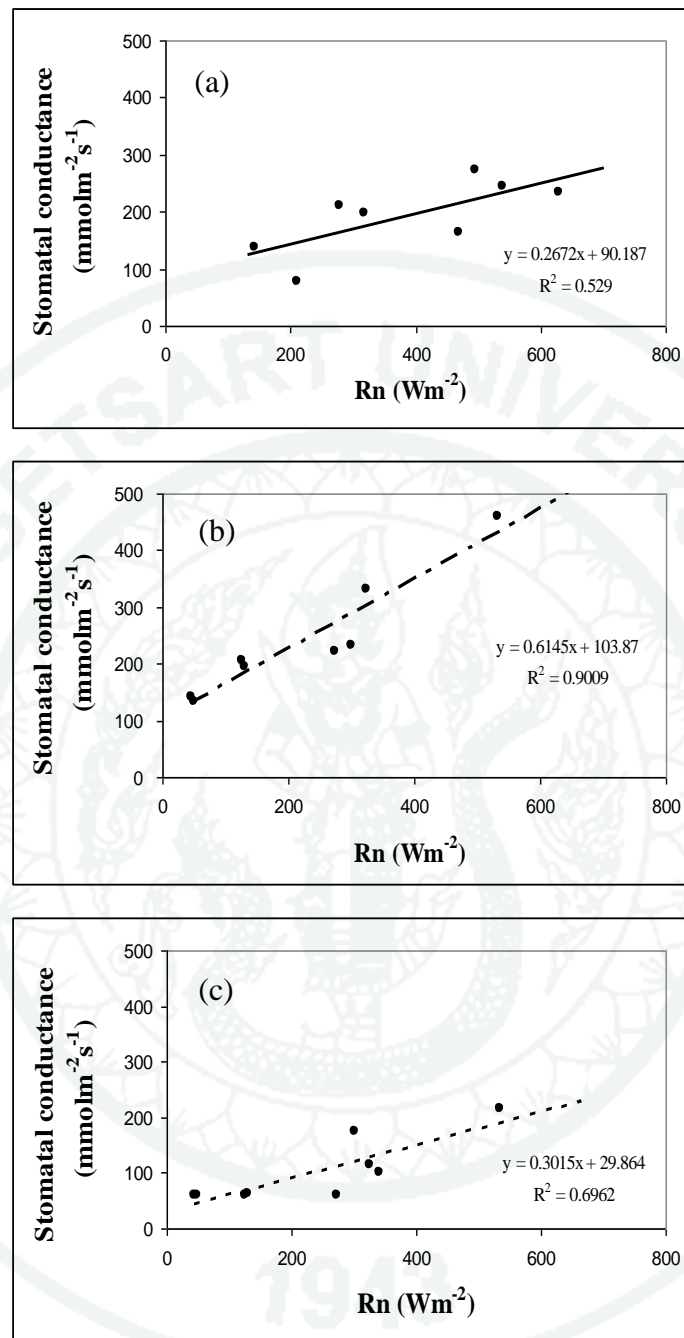 500
400
300
200
100
0
Stomatal conductance
(mmolm-2s-1)
(a)
y = 0.2672x + 90.187
R2 = 0.529
0 200 400 600 800
Rn (Wm-2)
500
400
300
200
100
0
Stomatal conductance
(mmolm-2s-1)
(b)
y = 0.6145x + 103.87
R2 = 0.9009
0 200 400 600 800
Rn (Wm-2)
500
400
300
200
100
0
Stomatal conductance
(mmolm-2s-1)
(c)
y = 0.3015x + 29.864
R2 = 0.6962
0 200 400 600 800
Rn (Wm-2)
ETSART UNIVER
1943